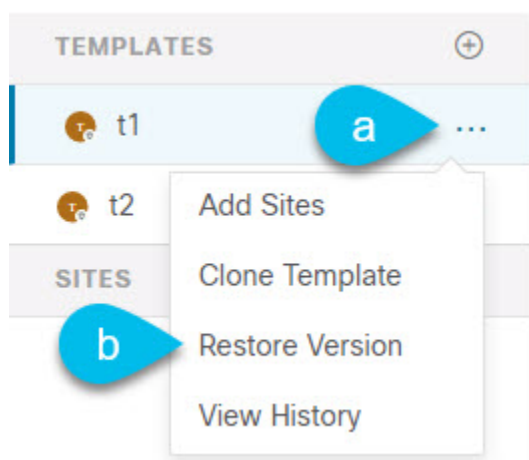 TEMPLATES
t1
a
...
t2
Add Sites
SITES
Clone Template
b
Restore Version
View History